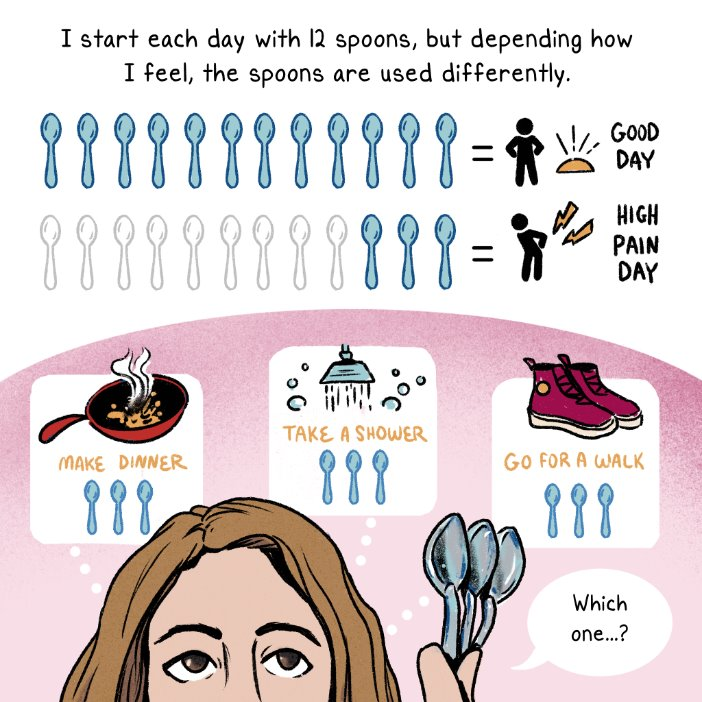 I start each day with 12 spoons, but depending how
I feel, the spoons are used differently.
= GOOD
DAY
= HIGH
PAIN
DAY
MAKE DINNER
TAKE A SHOWER
GO FOR A WALK
Which
one...?